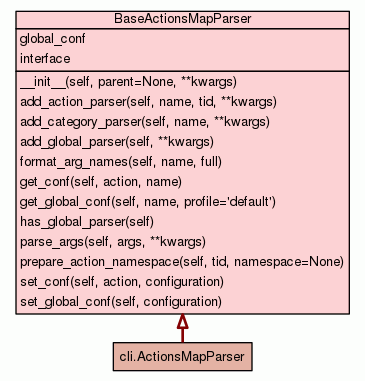 BaseActionsMapParser
global_conf
interface
__init__(self, parent=None, **kwargs)
add_action_parser(self, name, tid, **kwargs)
add_category_parser(self, name, **kwargs)
add_global_parser(self, **kwargs)
format_arg_names(self, name, full)
get_conf(self, action, name)
get_global_conf(self, name, profile='default')
has_global_parser(self)
parse_args(self, args, **kwargs)
prepare_action_namespace(self, tid, namespace=None)
set_conf(self, action, configuration)
set_global_conf(self, configuration)
cli.ActionsMapParser